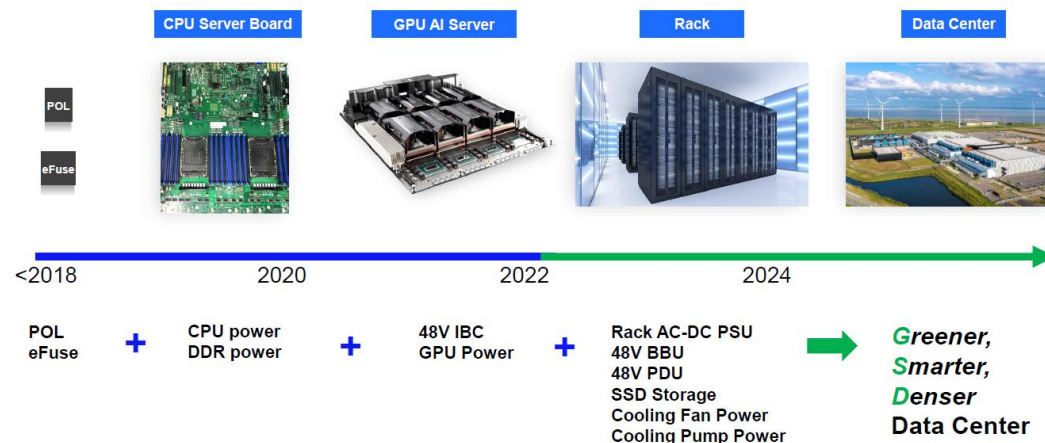 CPU Server Board
GPU AI Server
Rack
Data Center
POL
eFuse
<2018
2020
2022
2024
POL
eFuse
+
CPU power
DDR power
+
48V IBC
GPU Power
+
Rack AC-DC PSU
48V BBU
48V PDU
SSD Storage
Cooling Fan Power
Cooling Pump Power
Greener,
Smarter,
Denser
Data Center